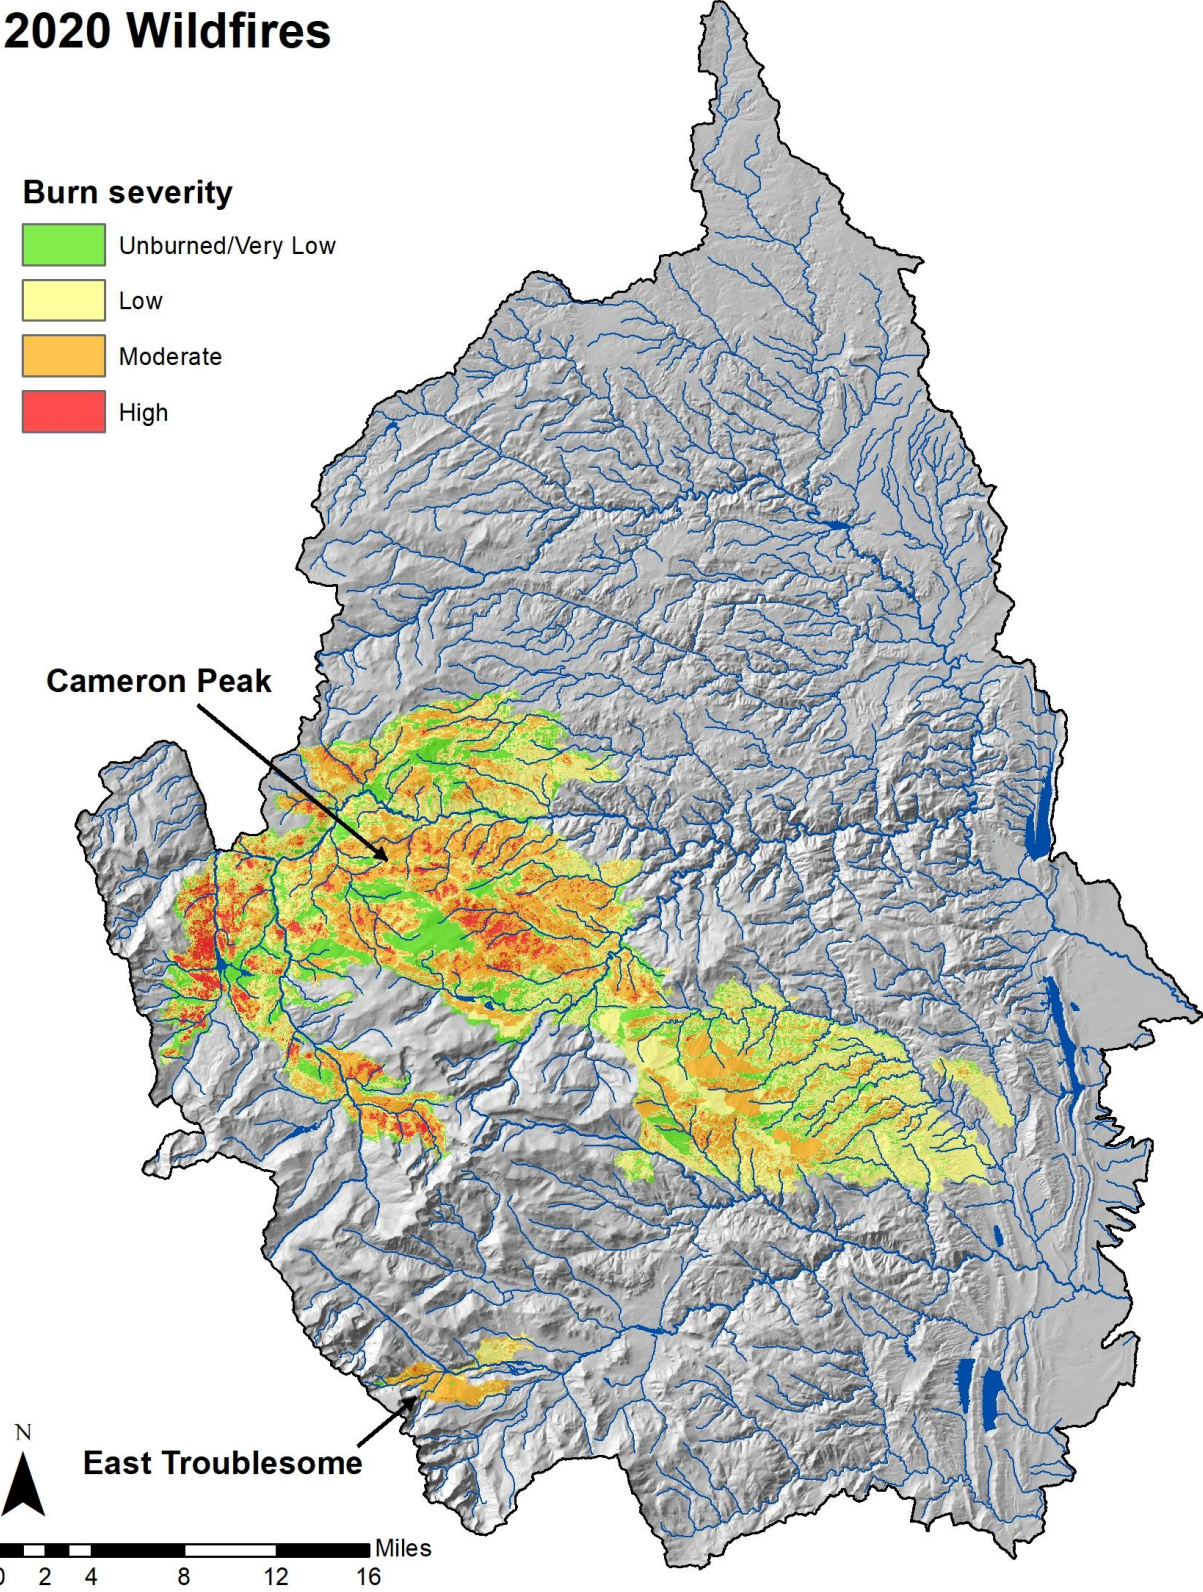 2020 Wildfires
Burn severity
Unburned/Very Low
Low
Moderate
High
Cameron Peak
East Troublesome
N
Miles
0 2 4 8 12 16